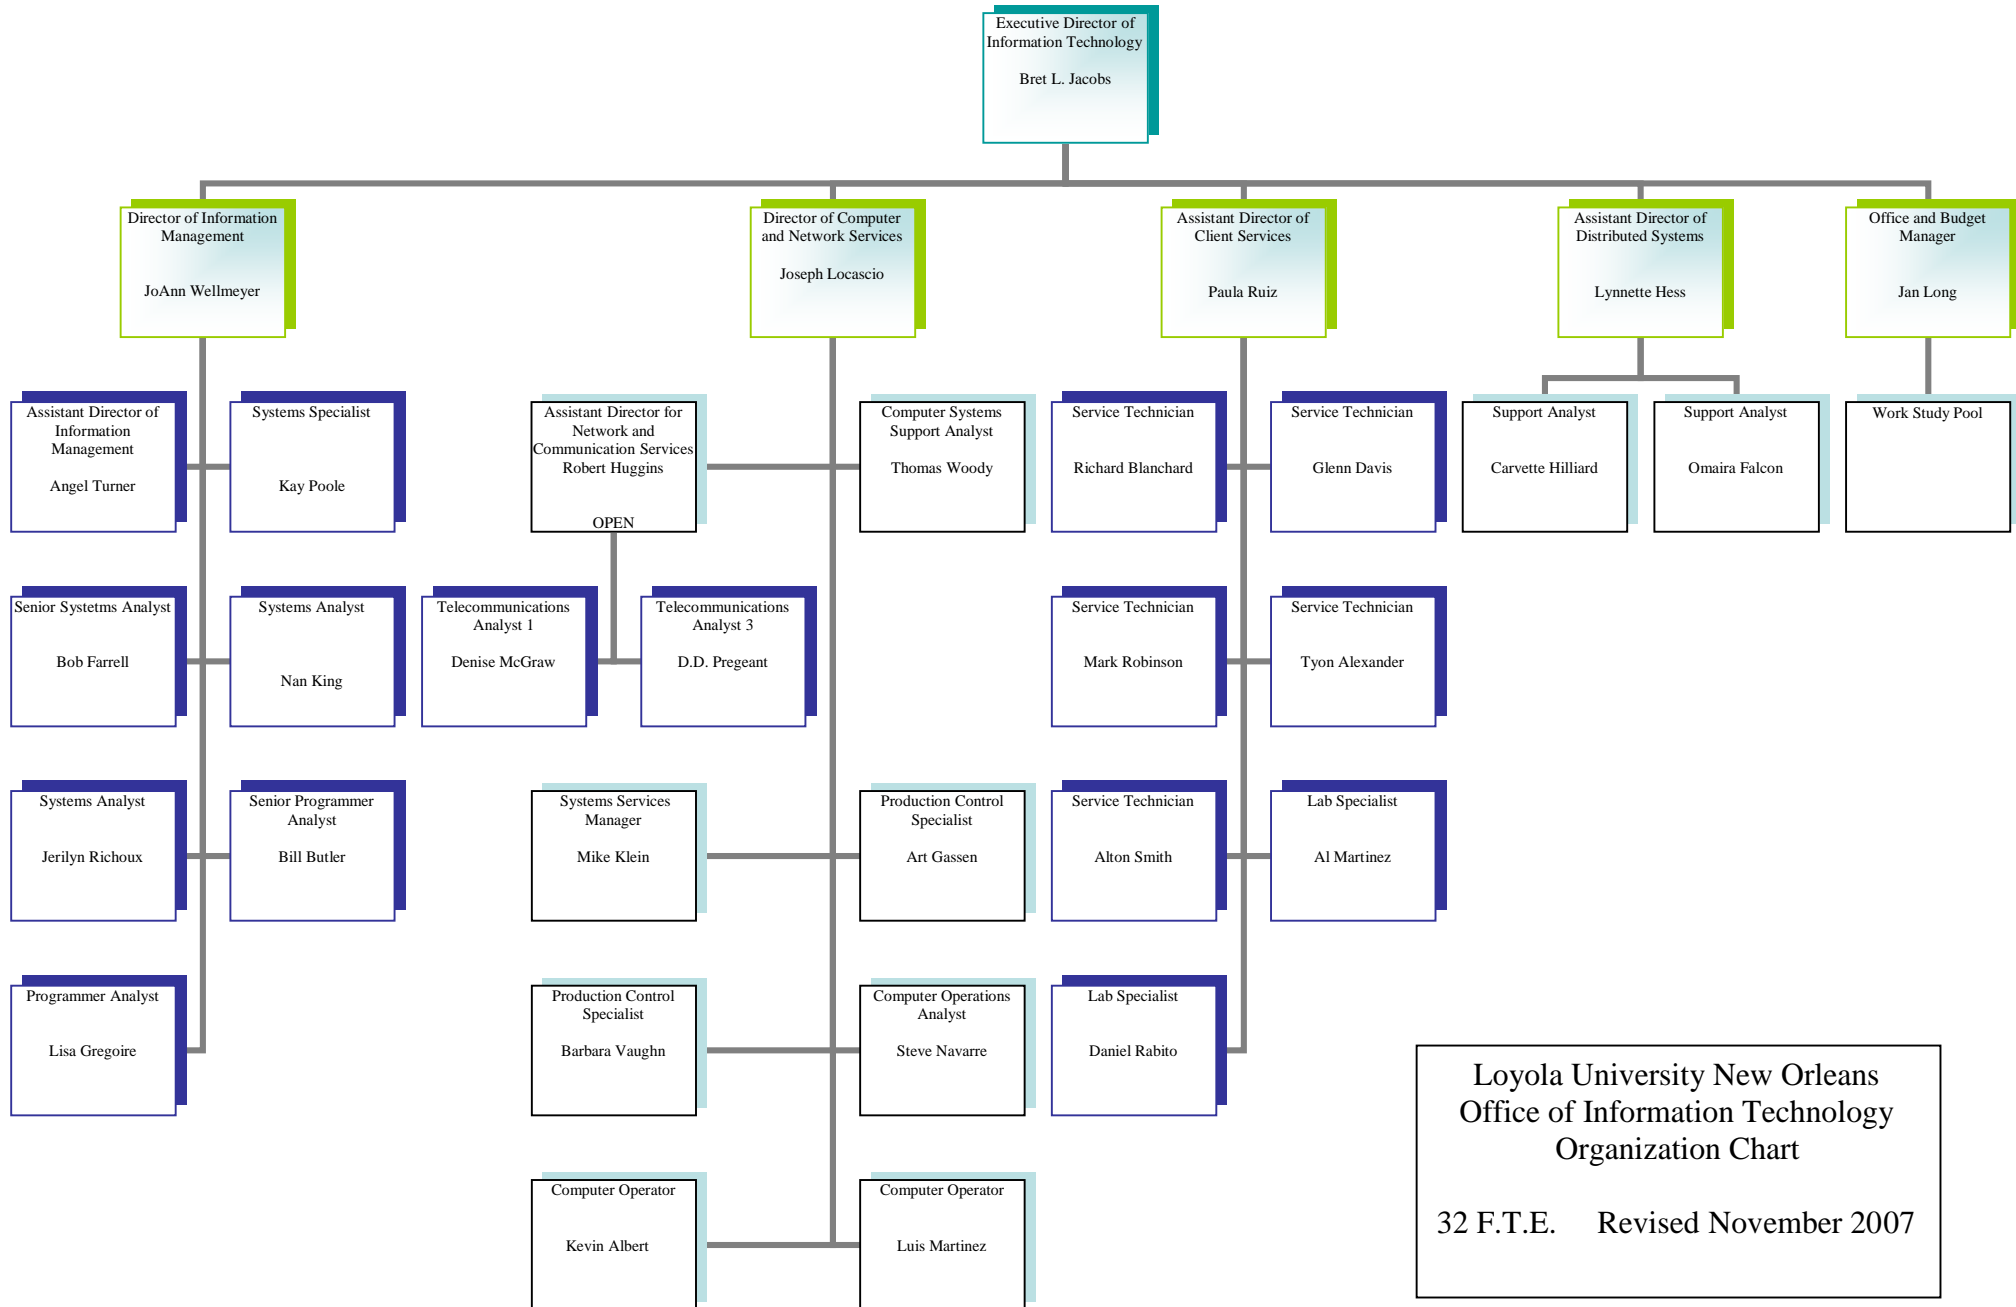 Executive Director of
Information Technology
Bret L. Jacobs
Director of Information
Management
JoAnn Wellmeyer
Director of Computer
and Network Services
Joseph Locascio
Assistant Director of
Client Services
Paula Ruiz
Assistant Director of
Distributed Systems
Lynnette Hess
Office and Budget
Manager
Jan Long
Assistant Director of
Information
Management
Angel Turner
Systems Specialist
Kay Poole
Assistant Director for
Network and
Communication Services
Robert Huggins
OPEN
Computer Systems
Support Analyst
Thomas Woody
Service Technician
Richard Blanchard
Service Technician
Glenn Davis
Support Analyst
Carvette Hilliard
Support Analyst
Omaira Falcon
Work Study Pool
Senior Systetms Analyst
Bob Farrell
Systems Analyst
Nan King
Telecommunications
Analyst 1
Denise McGraw
Telecommunications
Analyst 3
D.D. Pregeant
Service Technician
Mark Robinson
Service Technician
Tyon Alexander
Systems Analyst
Jerilyn Richoux
Senior Programmer
Analyst
Bill Butler
Systems Services
Manager
Mike Klein
Production Control
Specialist
Art Gassen
Service Technician
Alton Smith
Lab Specialist
Al Martinez
Programmer Analyst
Lisa Gregoire
Production Control
Specialist
Barbara Vaughn
Computer Operations
Analyst
Steve Navarre
Lab Specialist
Daniel Rabito
Computer Operator
Kevin Albert
Computer Operator
Luis Martinez
Loyola University New Orleans
Office of Information Technology
Organization Chart
32 F.T.E. Revised November 2007